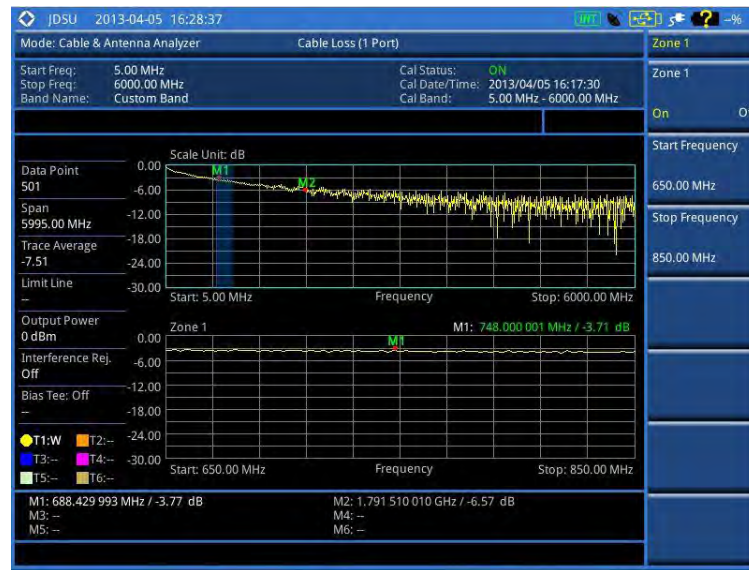 JDSU 2013-04-05 16:28:37 INT ? --%
Mode: Cable & Antenna Analyzer Cable Loss (1 Port) Zone 1
Start Freq: 5.00 MHz Cal Status: ON
Stop Freq: 6000.00 MHz Cal Date/Time: 2013/04/05 16:17:30
Band Name: Custom Band Cal Band: 5.00 MHz - 6000.00 MHz
Zone 1
On O
Start Frequency
650.00 MHz
Stop Frequency
850.00 MHz
Data Point
501
Span
5995.00 MHz
Trace Average
-7.51
Limit Line
--
Output Power
0 dBm
Interference Rej.
Off
Bias Tee: Off
--
T1:W T2:--
T3:-- T4:--
T5:-- T6:--
Scale Unit: dB
0.00
-6.00
-12.00
-18.00
-24.00
-30.00
M1
M2
Start: 5.00 MHz Frequency Stop: 6000.00 MHz
Zone 1 M1: 748.000 001 MHz / -3.71 dB
0.00
-6.00
-12.00
-18.00
-24.00
-30.00
M1
Start: 650.00 MHz Frequency Stop: 850.00 MHz
M1: 688.429 993 MHz / -3.77 dB M2: 1.791 510 010 GHz / -6.57 dB
M3: -- M4: --
M5: -- M6: --